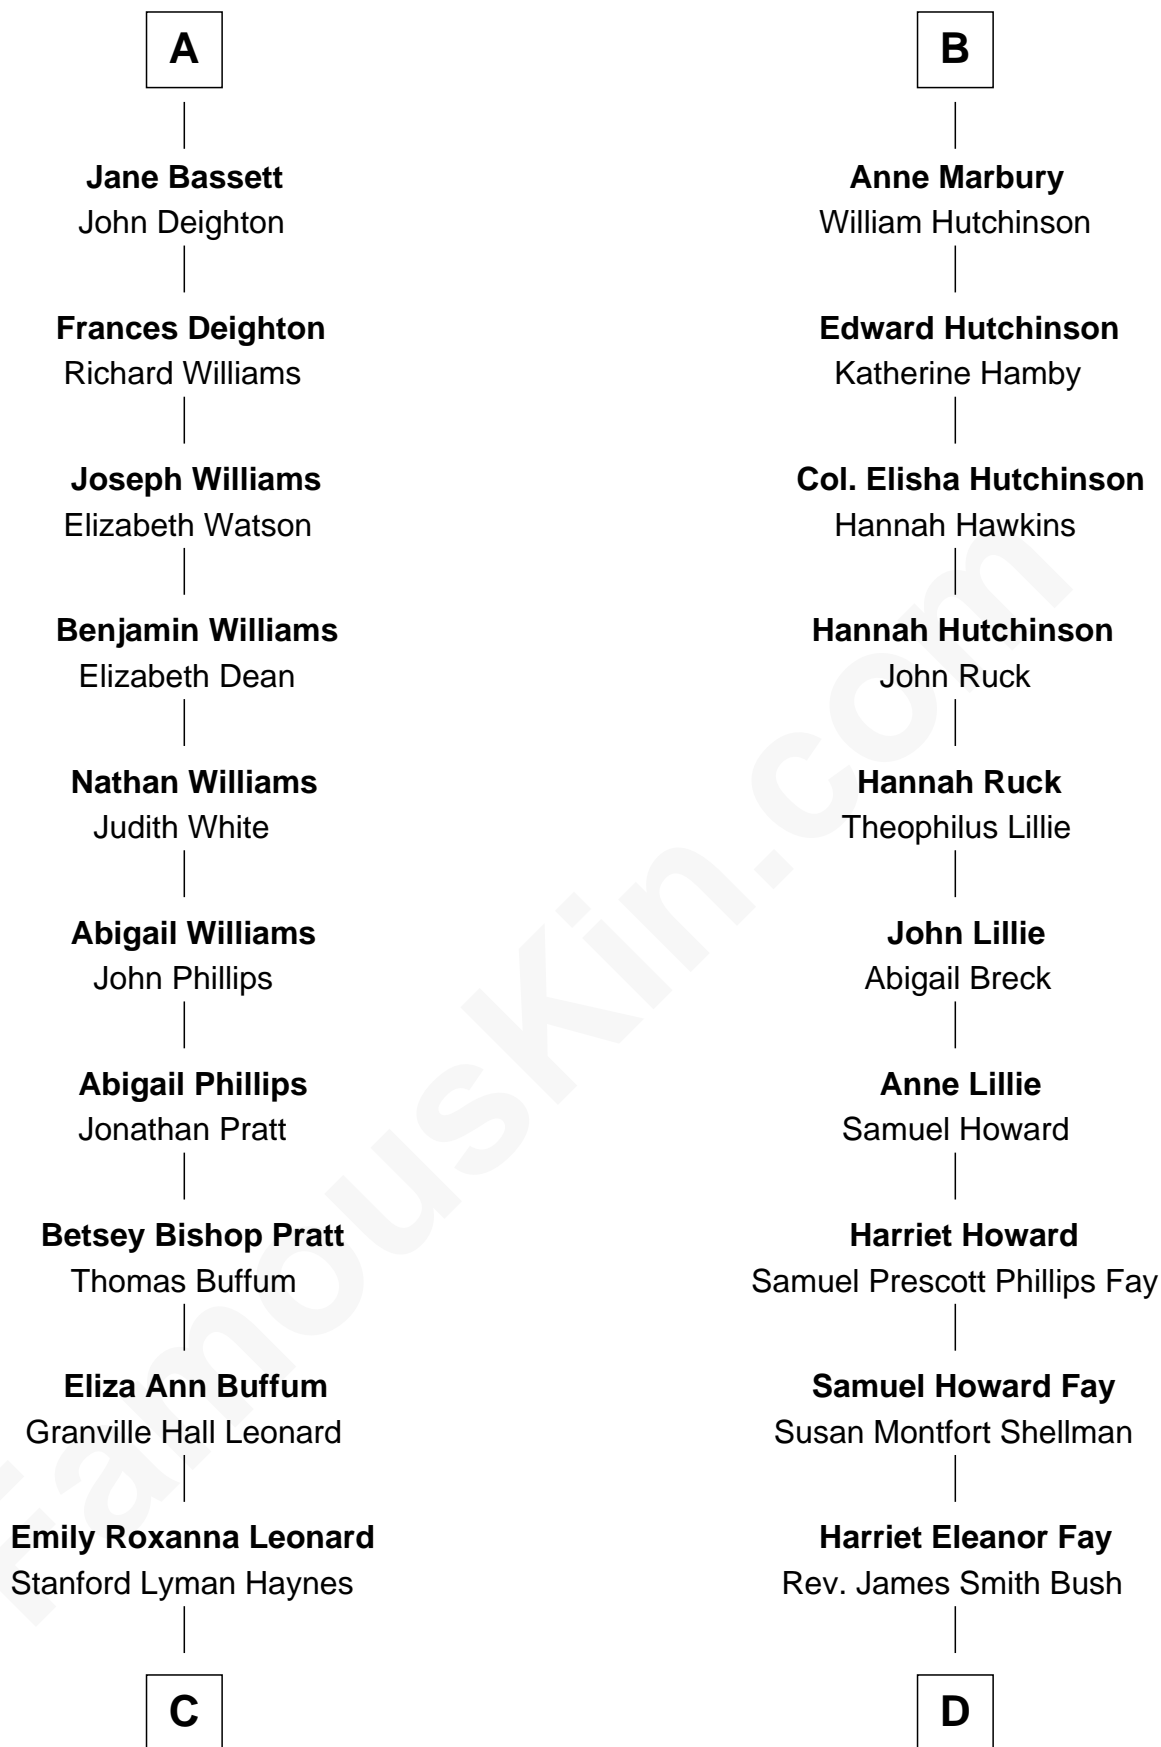 A
Jane Bassett
John Deighton
Frances Deighton
Richard Williams
Joseph Williams
Elizabeth Watson
Benjamin Williams
Elizabeth Dean
Nathan Williams
Judith White
Abigail Williams
John Phillips
Abigail Phillips
Jonathan Pratt
Betsey Bishop Pratt
Thomas Buffum
Eliza Ann Buffum
Granville Hall Leonard
Emily Roxanna Leonard
Stanford Lyman Haynes
C
B
Anne Marbury
William Hutchinson
Edward Hutchinson
Katherine Hamby
Col. Elisha Hutchinson
Hannah Hawkins
Hannah Hutchinson
John Ruck
Hannah Ruck
Theophilus Lillie
John Lillie
Abigail Breck
Anne Lillie
Samuel Howard
Harriet Howard
Samuel Prescott Phillips Fay
Samuel Howard Fay
Susan Montfort Shellman
Harriet Eleanor Fay
Rev. James Smith Bush
D
FamousKin.com